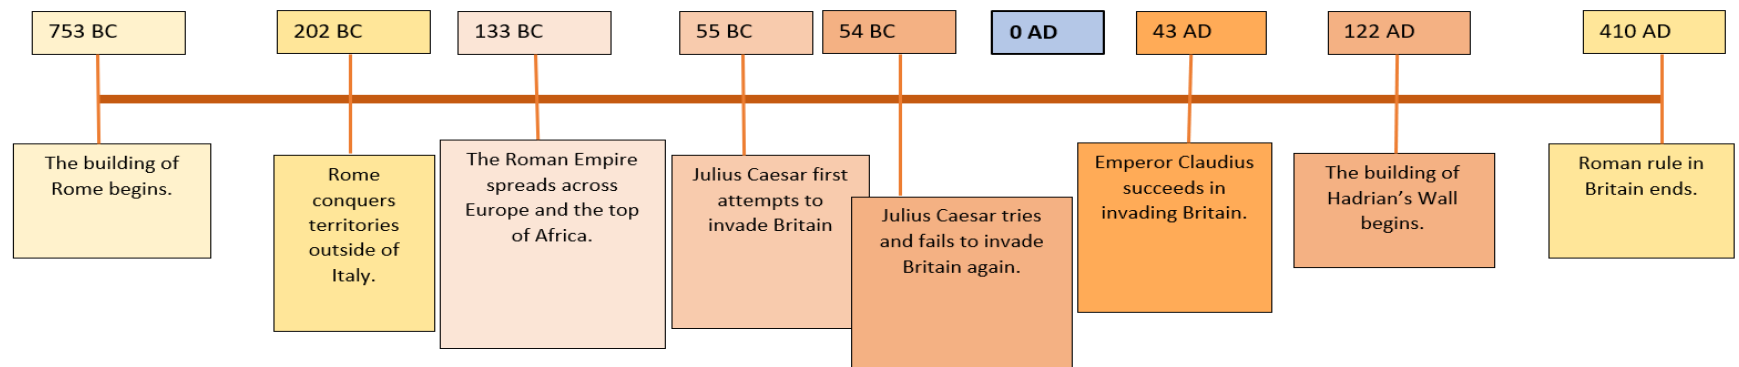 753 BC
202 BC
133 BC
55 BC
54 BC
0 AD
43 AD
122 AD
410 AD
The building of
Rome begins.
Rome
conquers
territories
outside of
Italy.
The Roman Empire
spreads across
Europe and the top
of Africa.
Julius Caesar first
attempts to
invade Britain
Julius Caesar tries
and fails to invade
Britain again.
Emperor Claudius
succeeds in
invading Britain.
The building of
Hadrian’s Wall
begins.
Roman rule in
Britain ends.